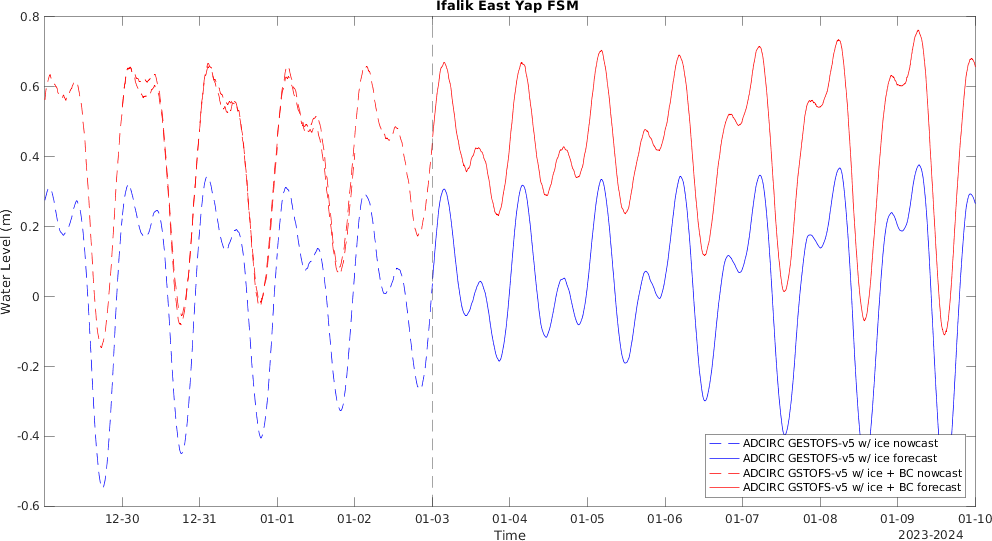 Ifalik East Yap FSM
0.8
0.6
0.4
0.2
0
-0.2
-0.4
-0.6
Water Level (m)
ADCIRC GESTOFS-v5 w/ ice nowcast
ADCIRC GESTOFS-v5 w/ ice forecast
ADCIRC GSTOFS-v5 w/ ice + BC nowcast
ADCIRC GSTOFS-v5 w/ ice + BC forecast
12-30 12-31 01-01 01-02 01-03 01-04 01-05 01-06 01-07 01-08 01-09 01-10
Time
2023-2024